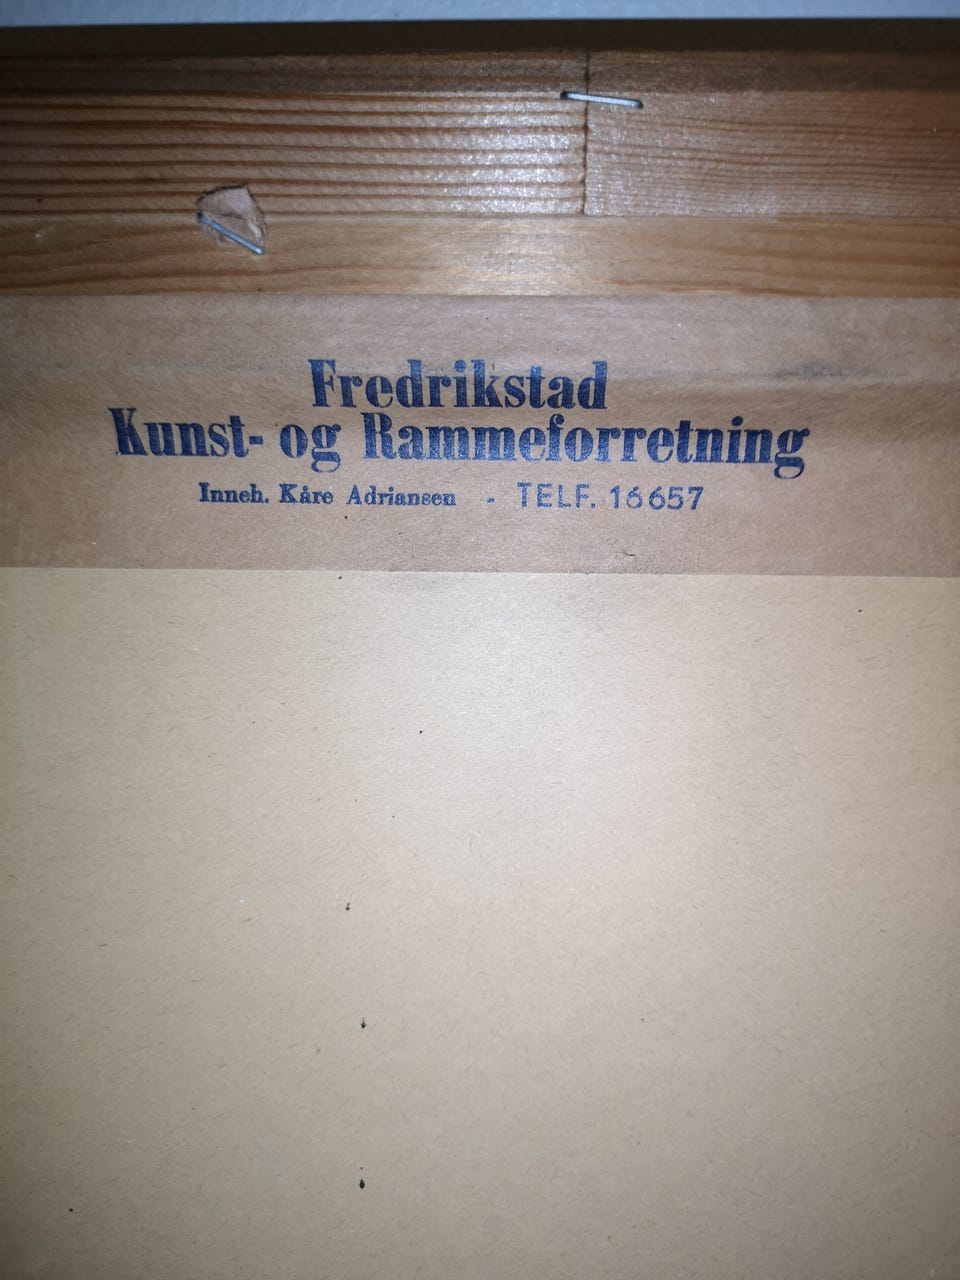 Fredrikstad
Kunst- og Rammeforretning
Inneh. Kåre Adriansen - TELF. 16657